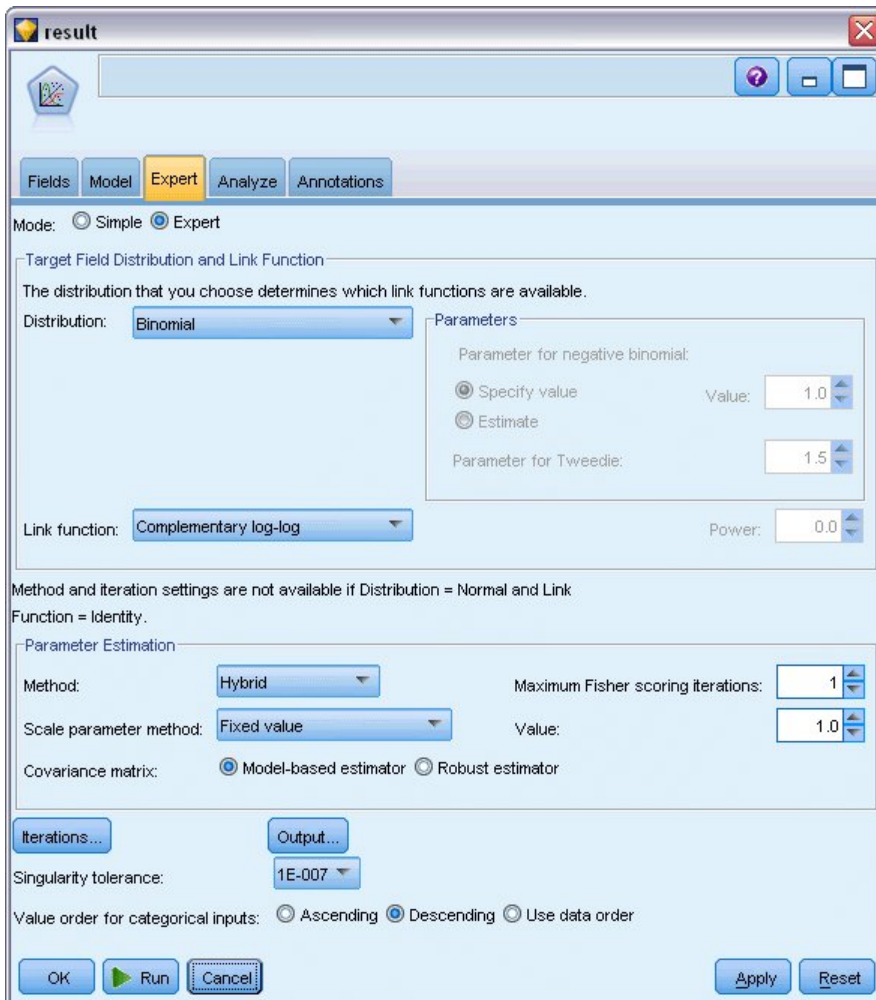 result
Fields Model Expert Analyze Annotations
Mode: Simple Expert
Target Field Distribution and Link Function
The distribution that you choose determines which link functions are available.
Distribution: Binomial
Parameters
Parameter for negative binomial:
Specify value Value: 1.0
Estimate
Parameter for Tweedie: 1.5
Link function: Complementary log-log Power: 0.0
Method and iteration settings are not available if Distribution = Normal and Link
Function = Identity.
Parameter Estimation
Method: Hybrid Maximum Fisher scoring iterations: 1
Scale parameter method: Fixed value Value: 1.0
Covariance matrix: Model-based estimator Robust estimator
Iterations... Output...
Singularity tolerance: 1E-007
Value order for categorical inputs: Ascending Descending Use data order
OK Run Cancel Apply Reset